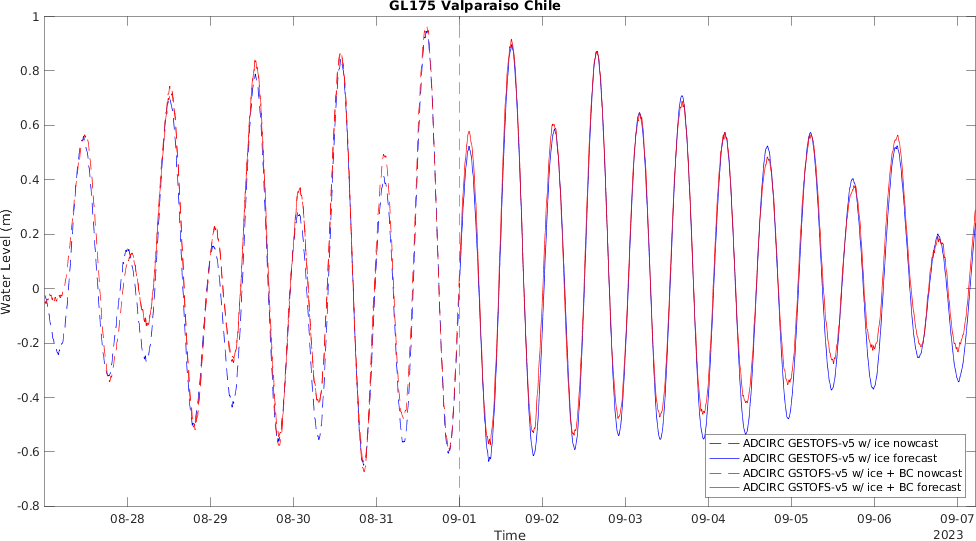 GL175 Valparaiso Chile
1
0.8
0.6
0.4
0.2
0
-0.2
-0.4
-0.6
-0.8
Water Level (m)
ADCIRC GESTOFS-v5 w/ ice nowcast
ADCIRC GESTOFS-v5 w/ ice forecast
ADCIRC GSTOFS-v5 w/ ice + BC nowcast
ADCIRC GSTOFS-v5 w/ ice + BC forecast
08-28 08-29 08-30 08-31 09-01 09-02 09-03 09-04 09-05 09-06 09-07
Time 2023